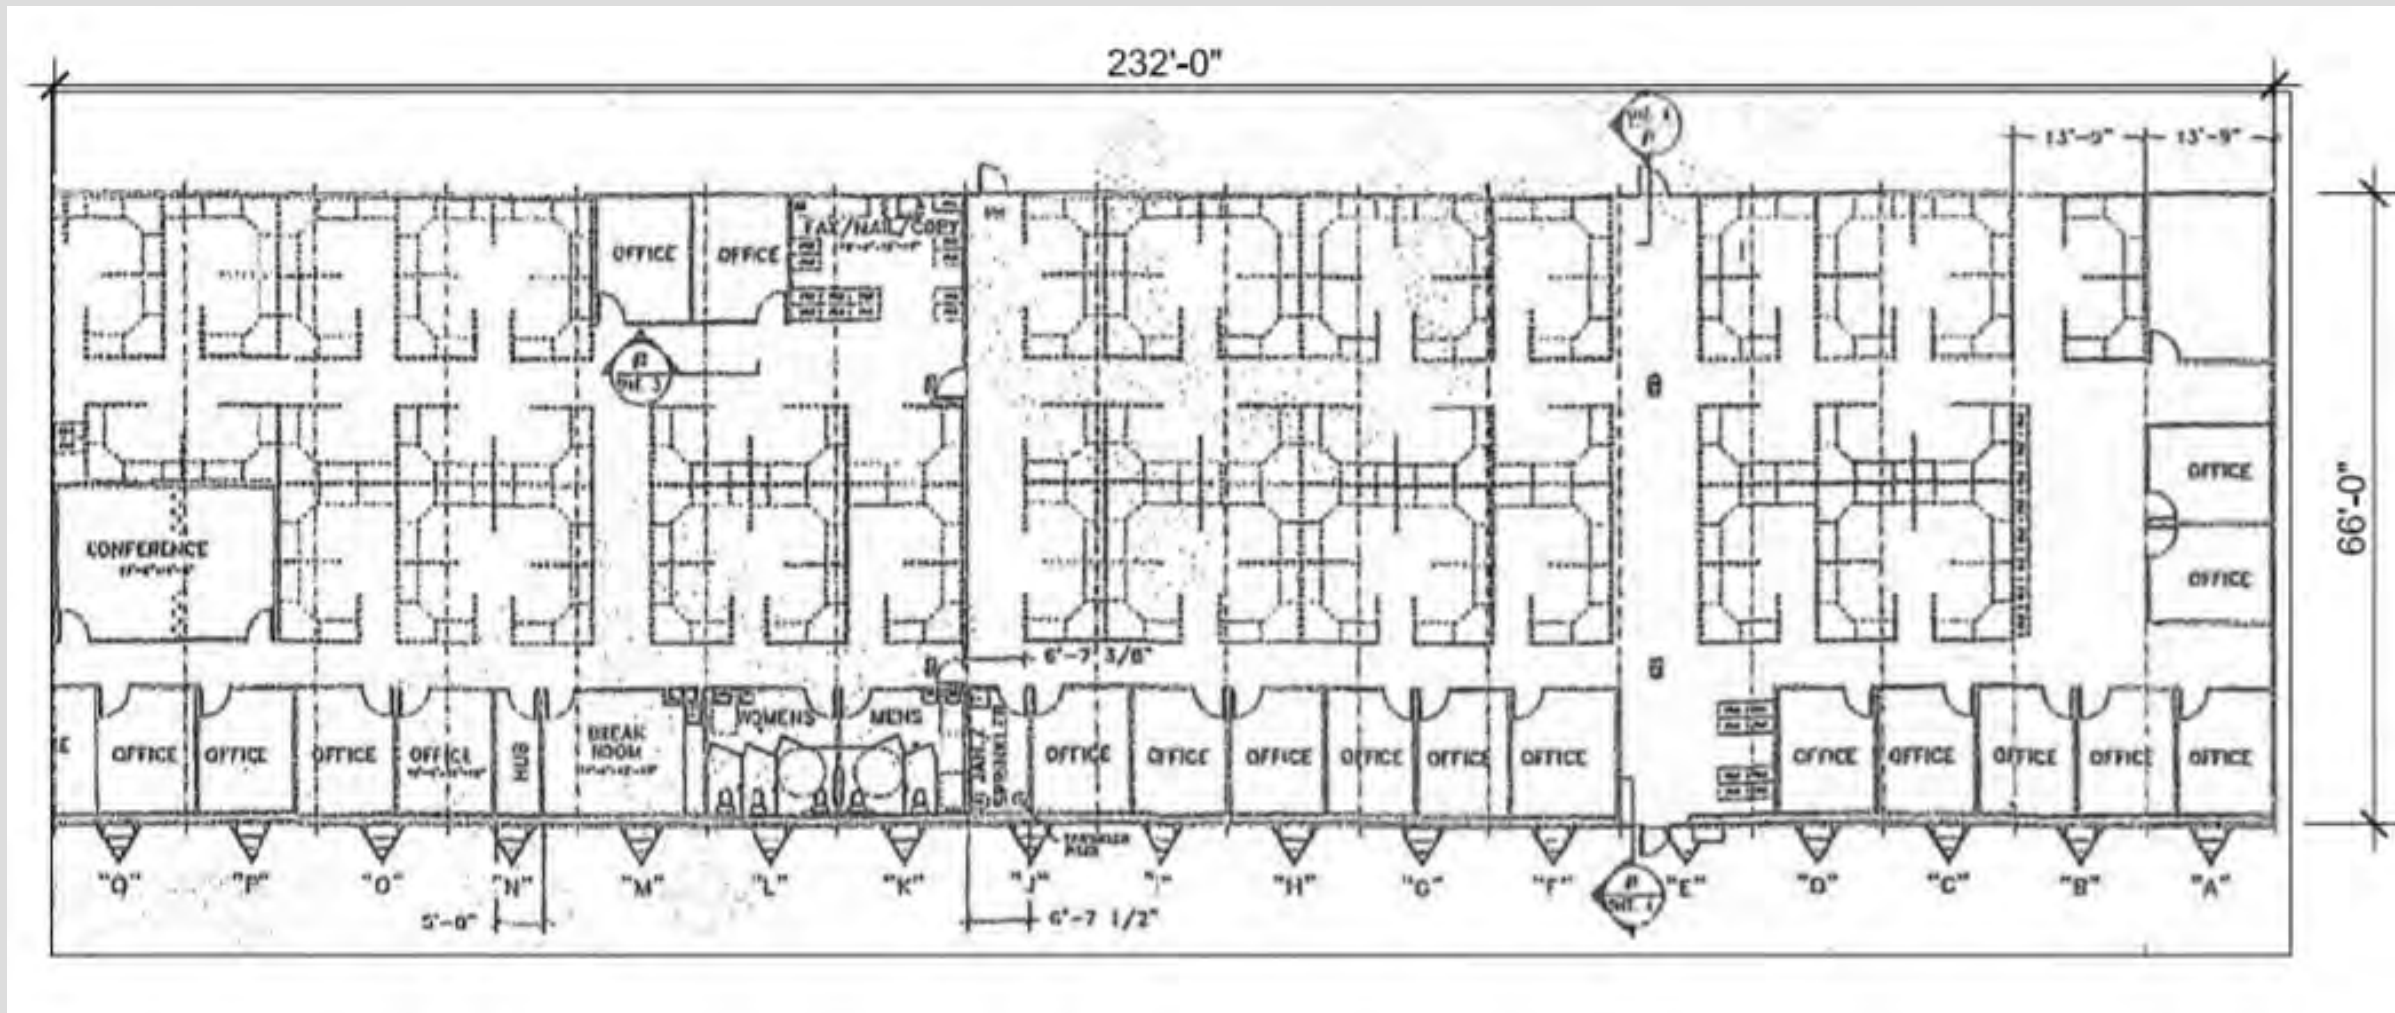 232'-0"
13'-9"
66'-0"
OFFICE
OFFICE
FAX/MAIL/COPY
OFFICE
OFFICE
CONFERENCE
6'-7 3/8"
E
OFFICE
OFFICE
OFFICE
OFFICE
HUB
BREAK
ROOM
WOMENS
MENS
JAN.
SPRINKLER
OFFICE
OFFICE
OFFICE
OFFICE
OFFICE
OFFICE
OFFICE
OFFICE
OFFICE
OFFICE
OFFICE
"Q"
"P"
"O"
"N"
"M"
"L"
"K"
"J"
"I"
"H"
"G"
"F"
"E"
"D"
"C"
"B"
"A"
5'-0"
6'-7 1/2"